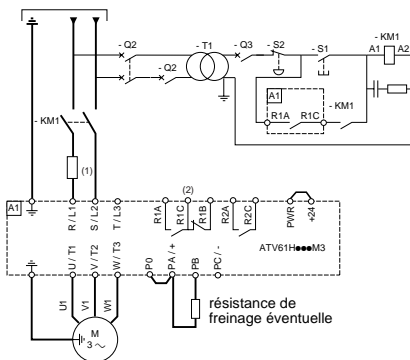 - Q2
- T1
- Q3
- S2
- S1
- KM1
A1
A2
- Q2
A1
- KM1
R1A
R1C
- KM1
(1)
(2)
A1
R / L1
S / L2
T / L3
R1A
R1C
R1B
R2A
R2C
PWR
+24
ATV61H●●●M3
U / T1
V / T2
W / T3
P0
PA / +
PB
PC / -
U1
V1
W1
M
3 ~
résistance de
freinage éventuelle